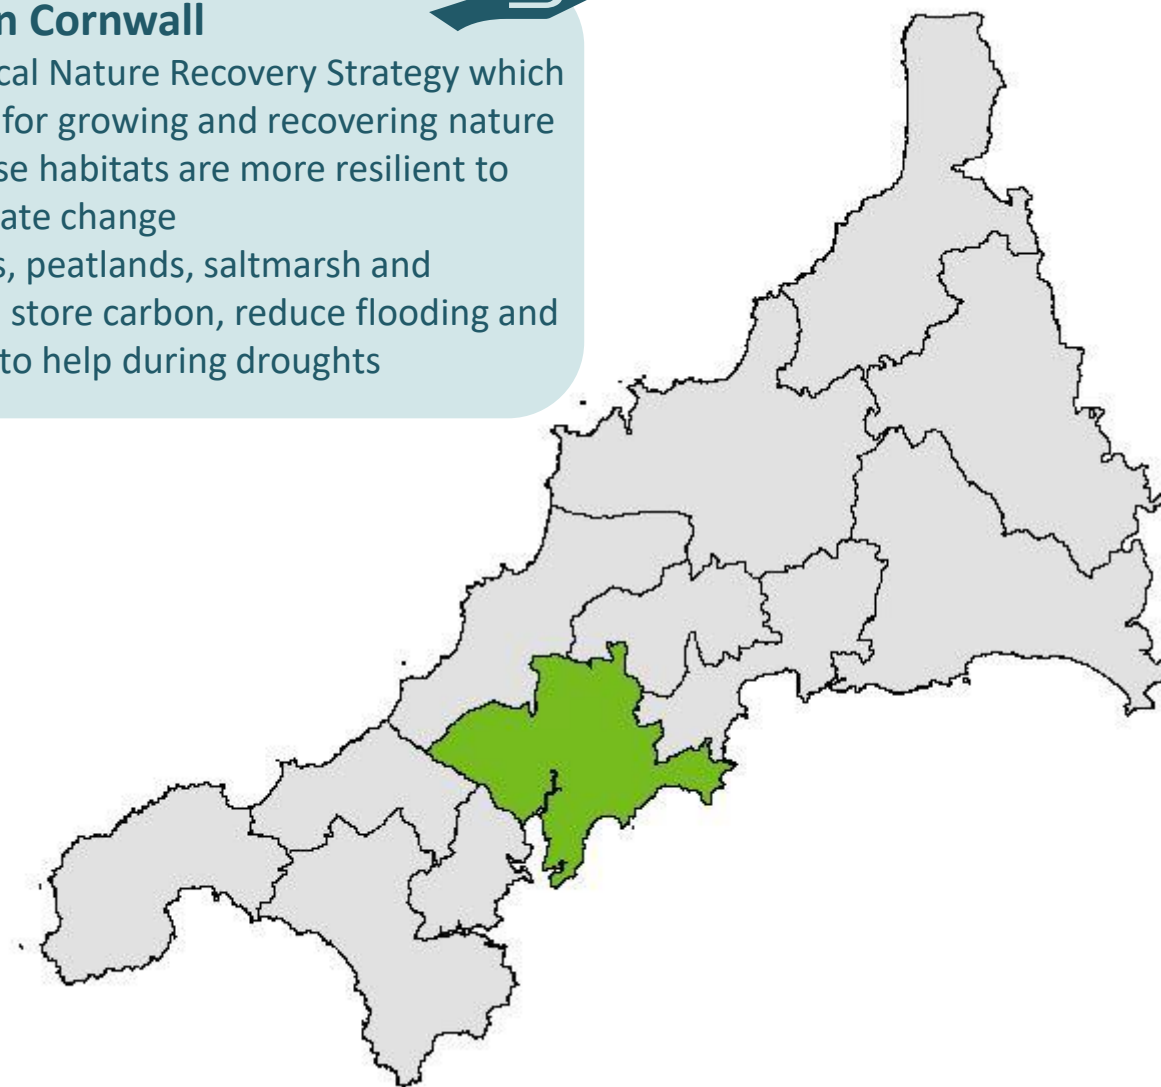 n Cornwall
cal Nature Recovery Strategy which
for growing and recovering nature
se habitats are more resilient to
ate change
s, peatlands, saltmarsh and
store carbon, reduce flooding and
to help during droughts